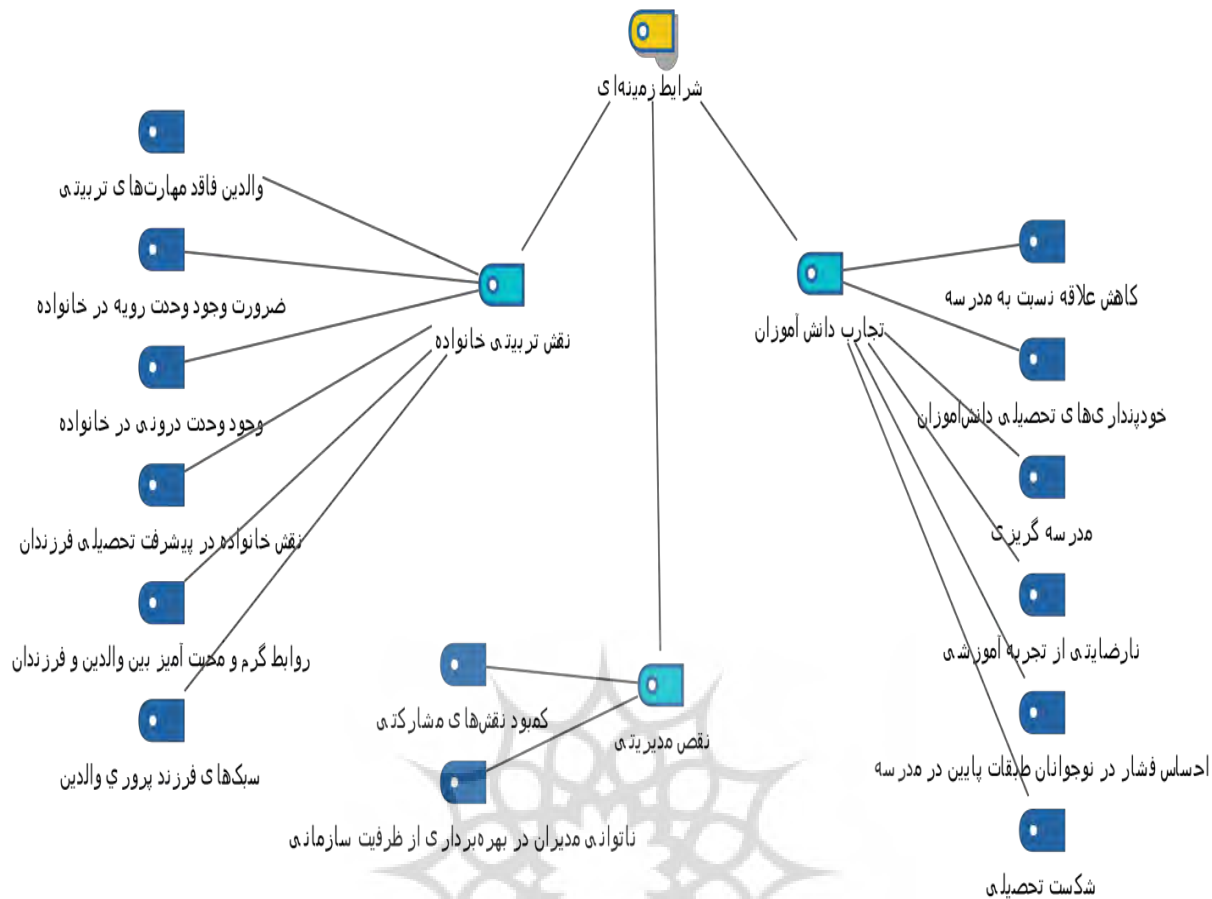 شرایط زمینه‌ای
تجارب دانش آموزان
کاهش علاقه نسبت به مدرسه
خودپنداری‌های تحصیلی دانش‌آموزان
مدرسه گریزی
نارضایتی از تجربه آموزشی
احساس فشار در نوجوانان طبقات پایین در مدرسه
شکست تحصیلی
نقص مدیریتی
کمبود نقش‌های مشارکتی
ناتوانی مدیران در بهره‌برداری از ظرفیت سازمانی
نقش تربیتی خانواده
والدین فاقد مهارت‌های تربیتی
ضرورت وجود وحدت رویه در خانواده
وجود وحدت درونی در خانواده
نقش خانواده در پیشرفت تحصیلی فرزندان
روابط گرم و محبت آمیز بین والدین و فرزندان
سبک‌های فرزند پروري والدین